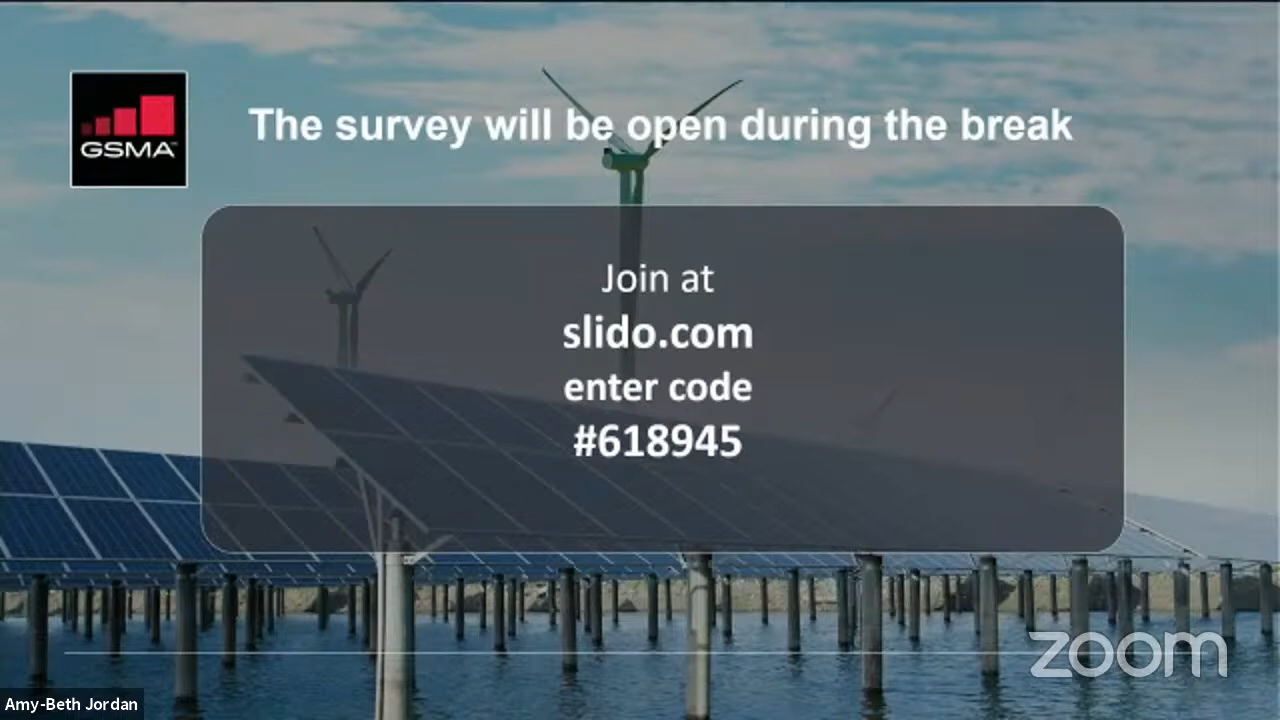 GSMA™
The survey will be open during the break
Join at
slido.com
enter code
#618945
zoom
Amy-Beth Jordan